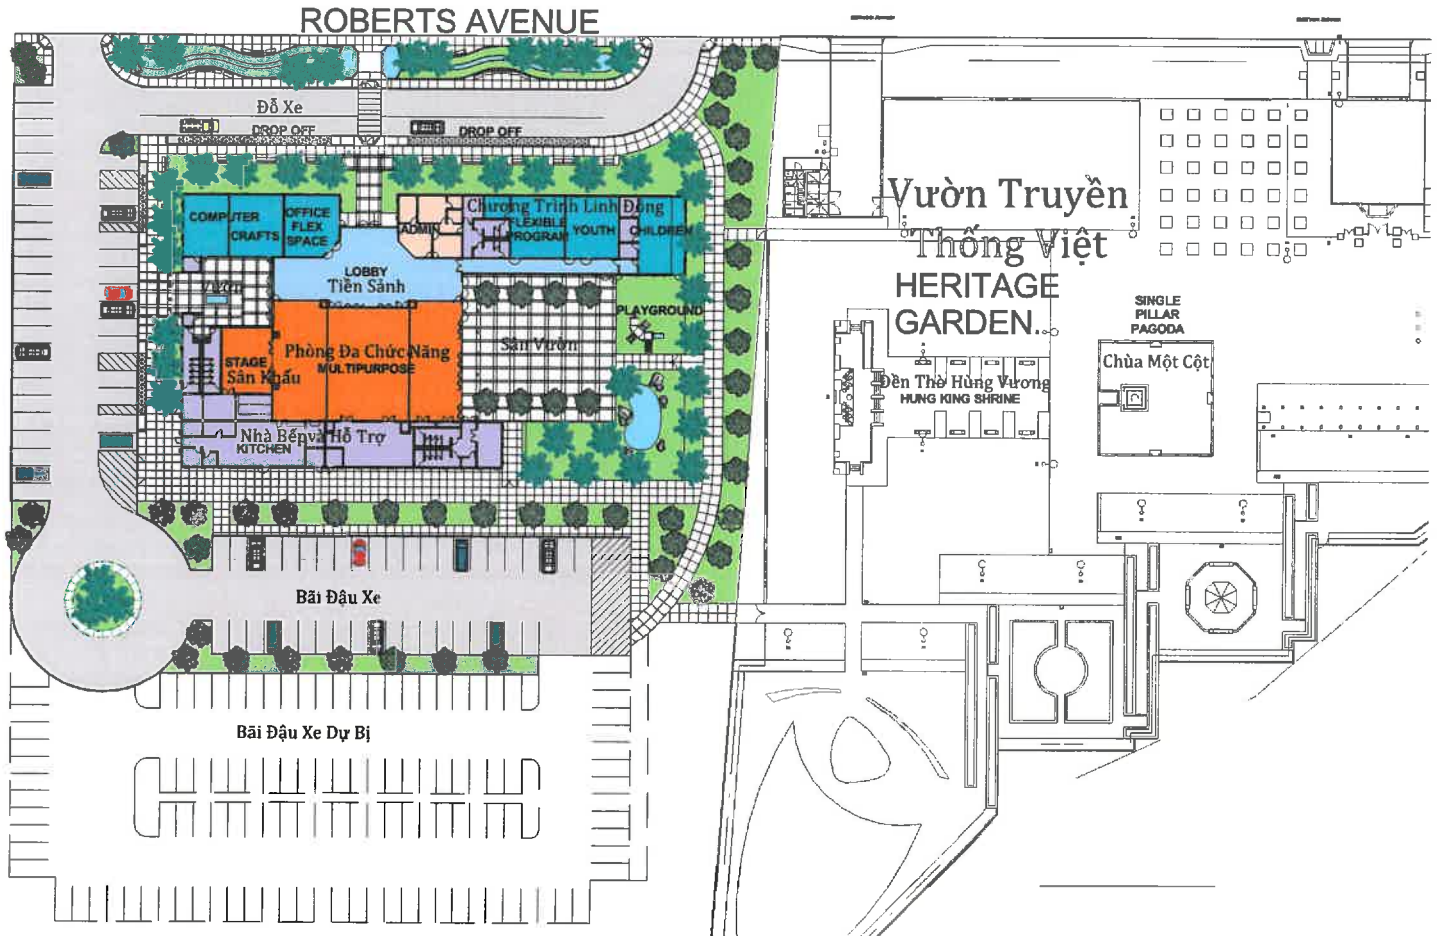 ROBERTS AVENUE
Đỗ Xe
DROP OFF
DROP OFF
Vườn Truyền
Thống Việt
HERITAGE
GARDEN
COMPUTER
CRAFTS
OFFICE
FLEX
SPACE
ADMIN
Chương Trình Linh Động
FLEXIBLE
PROGRAM
YOUTH
CHILDREN
LOBBY
Tiền Sảnh
Vườn
PLAYGROUND
Sân Vườn
STAGE
Sân Khấu
Phòng Đa Chức Năng
MULTIPURPOSE
Nhà Bếp và Hỗ Trợ
KITCHEN
SINGLE
PILLAR
PAGODA
Chùa Một Cột
Đền Thờ Hùng Vương
HUNG KING SHRINE
Bãi Đậu Xe
Bãi Đậu Xe Dự Bị